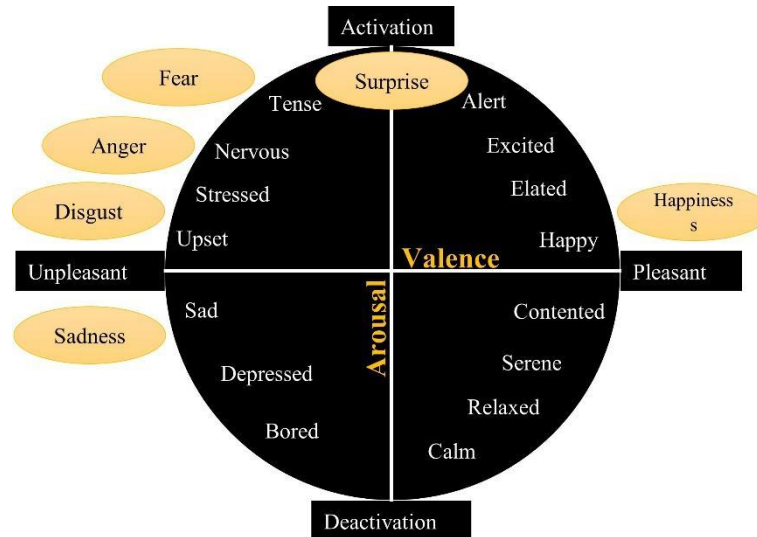 Activation
Fear
Surprise
Tense
Alert
Anger
Nervous
Excited
Stressed
Elated
Disgust
Happiness
s
Upset
Happy
Valence
Unpleasant
Pleasant
Arousal
Sad
Contented
Sadness
Serene
Depressed
Relaxed
Bored
Calm
Deactivation